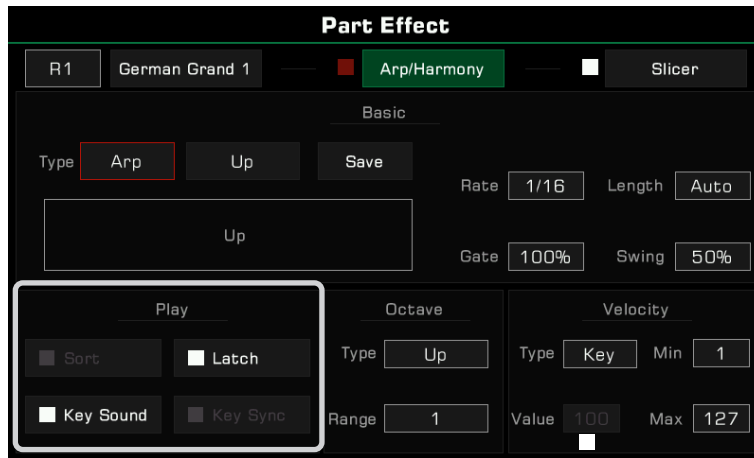 Part Effect
R1 German Grand 1 Arp/Harmony Slicer
Basic
Type Arp Up Save
Rate 1/16 Length Auto
Up
Gate 100% Swing 50%
Play
Sort Latch
Key Sound Key Sync
Octave
Type Up
Range 1
Velocity
Type Key Min 1
Value 100 Max 127